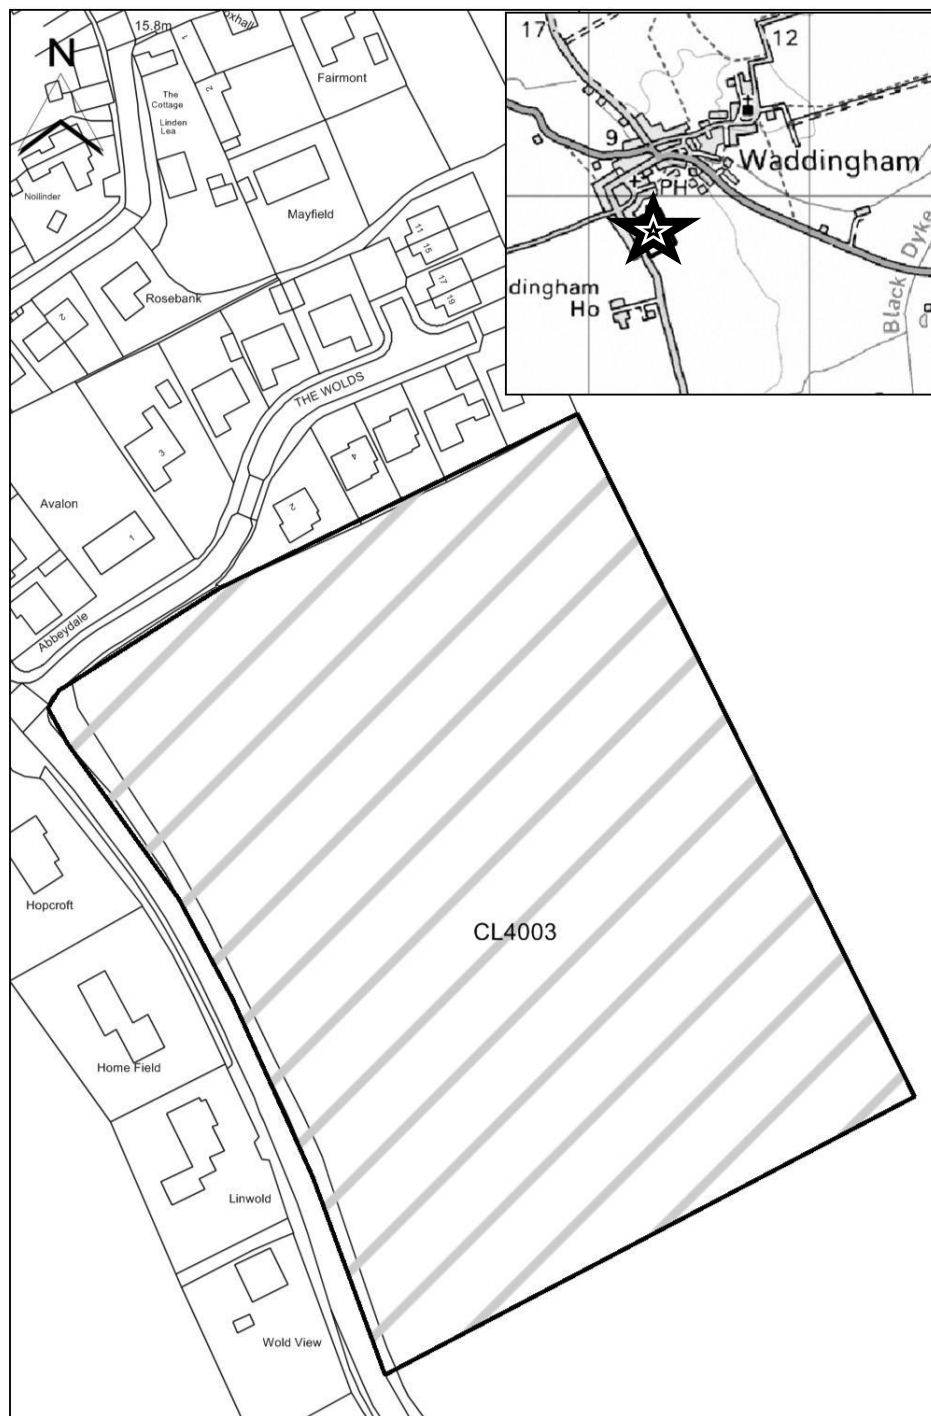 15.8m
N
1
2
The
Cottage
Linden
Lea
Fairmont
Nollinder
Mayfield
11
15
17
19
Rosebank
2
THE WOLDS
3
4
2
Avalon
1
Abbeydale
Hopcroft
CL4003
Home Field
Linwold
Wold View
17
12
9
Waddingham
PH
dingham
Ho
Black Dyke